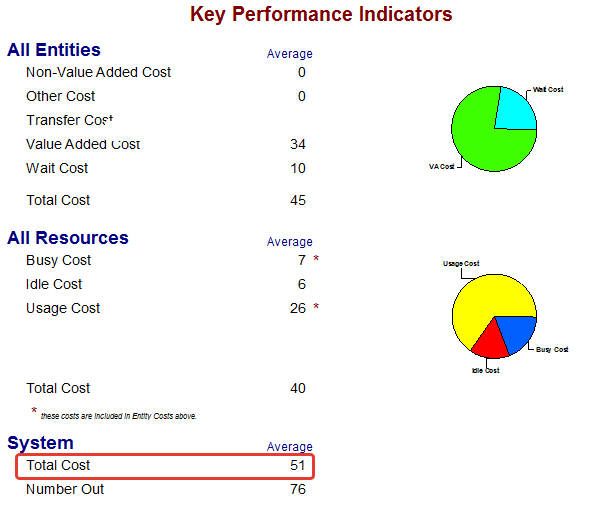 Key Performance Indicators
All Entities Average
Non-Value Added Cost 0
Other Cost 0
Transfer Cost
Value Added Cost 34
Wait Cost 10
Total Cost 45
Wait Cost
VA Cost
All Resources Average
Busy Cost 7 *
Idle Cost 6
Usage Cost 26 *
Total Cost 40
* these costs are included in Entity Costs above.
Usage Cost
Busy Cost
Idle Cost
System Average
Total Cost 51
Number Out 76